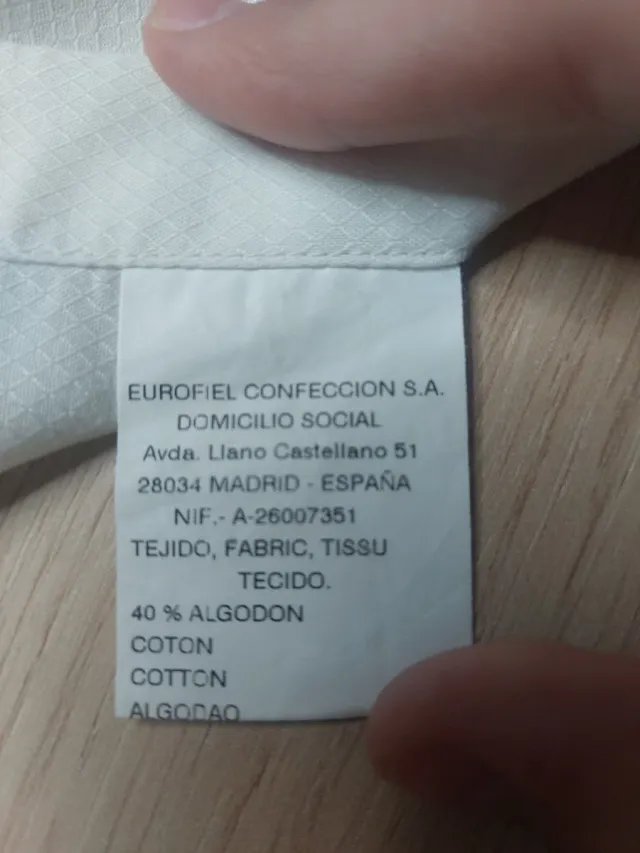 EUROFIEL CONFECCION S.A.
DOMICILIO SOCIAL
Avda. Llano Castellano 51
28034 MADRID - ESPAÑA
NIF.- A-26007351
TEJIDO, FABRIC, TISSU
TECIDO.
40 % ALGODON
COTON
COTTON
ALGODAO